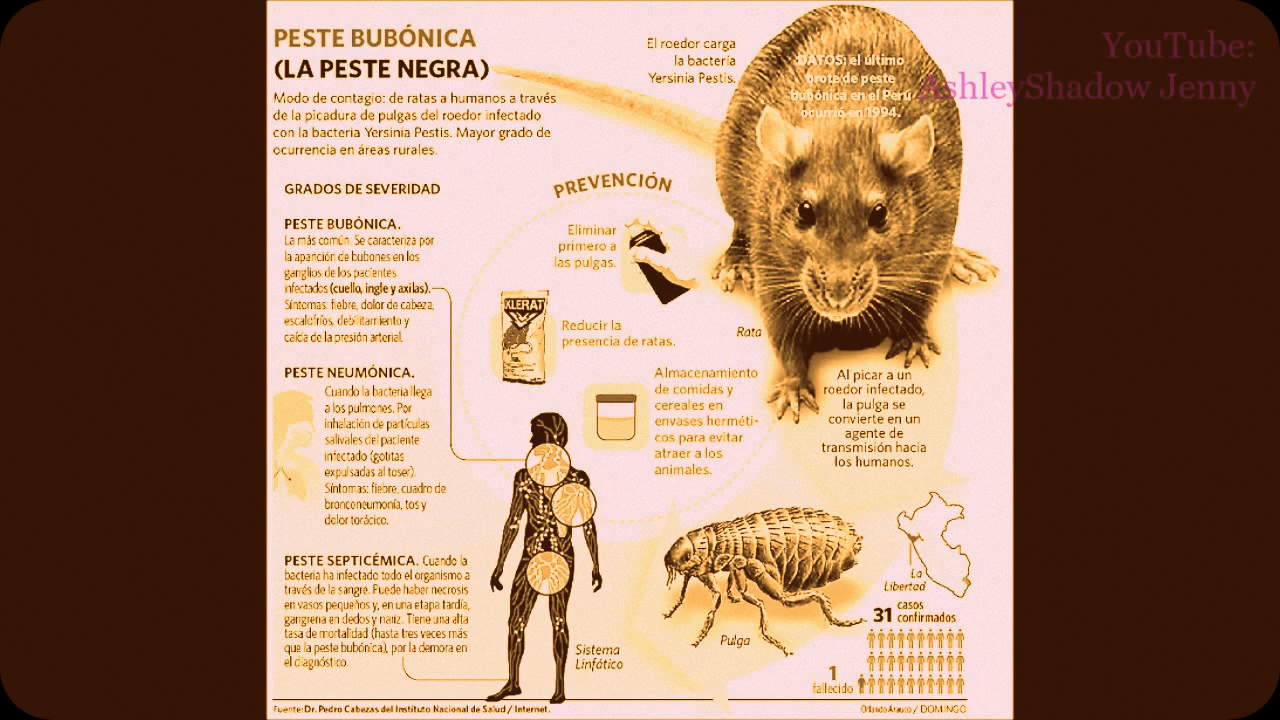 PESTE BUBÓNICA
(LA PESTE NEGRA)
Modo de contagio: de ratas a humanos a través
de la picadura de pulgas del roedor infectado
con la bacteria Yersinia Pestis. Mayor grado de
ocurrencia en áreas rurales.
El roedor carga
la bacteria
Yersinia Pestis.
DATOS: el último
brote de peste
bubónica en el Perú
ocurrió en 1994.
YouTube:
AshleyShadow Jenny
GRADOS DE SEVERIDAD
PESTE BUBÓNICA.
La más común. Se caracteriza por
la aparición de bubones en los
ganglios de los pacientes
infectados (cuello, ingle y axilas).
Síntomas: fiebre, dolor de cabeza,
escalofríos, debilitamiento y
caída de la presión arterial.
PESTE NEUMÓNICA.
Cuando la bacteria llega
a los pulmones. Por
inhalación de partículas
salivales del paciente
infectado (gotitas
expulsadas al toser).
Síntomas: fiebre, cuadro de
bronconeumonía, tos y
dolor torácico.
PESTE SEPTICÉMICA. Cuando la
bacteria ha infectado todo el organismo a
través de la sangre. Puede haber necrosis
en vasos pequeños y, en una etapa tardía,
gangrena en dedos y nariz. Tiene una alta
tasa de mortalidad (hasta tres veces más
que la peste bubónica), por la demora en
el diagnóstico.
PREVENCIÓN
Eliminar
primero a
las pulgas.
KLERAT
Reducir la
presencia de ratas.
Almacenamiento
de comidas y
cereales en
envases herméti-
cos para evitar
atraer a los
animales.
Rata
Al picar a un
roedor infectado,
la pulga se
convierte en un
agente de
transmisión hacia
los humanos.
Sistema
Linfático
Pulga
La
Libertad
31 casos
confirmados
1
fallecido
Fuente: Dr. Pedro Cabezas del Instituto Nacional de Salud / Internet.
Orlando Arauco / DOMINGO